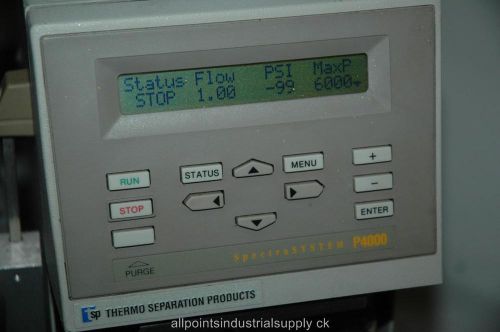 Status Flow PSI MaxP
STOP 1.00 -99 6000
RUN
STATUS
MENU
+
STOP
-
ENTER
PURGE
SpectraSYSTEM P4000
tsp THERMO SEPARATION PRODUCTS
allpointsindustrialsupply ck